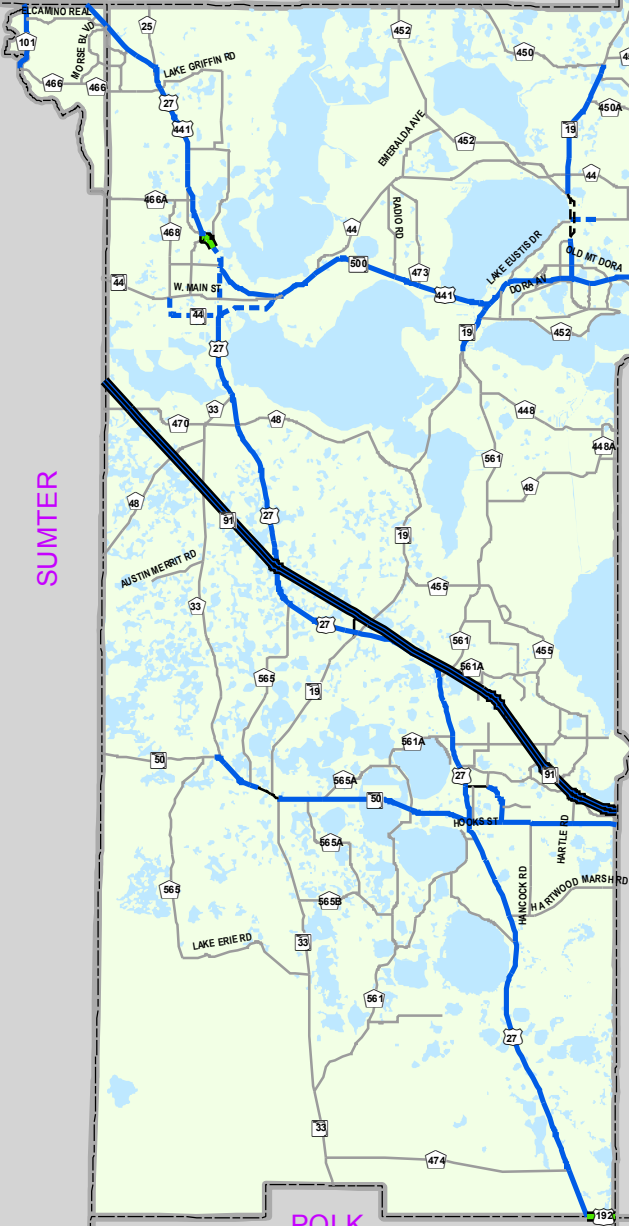 ELCAMINO REAL
25
452
450
101
MORSE BLVD
LAKE GRIFFIN RD
466
466
27
450A
441
19
EMERALDA AVE
452
44
466A
RADIO RD
468
44
LAKE EUSTIS DR
OLD MT DORA
500
473
44
W. MAIN ST
441
DORA AV
44
19
452
27
33
448
470
48
448A
561
SUMTER
48
48
91
27
19
AUSTIN MERRIT RD
455
33
27
561
455
561A
565
19
561A
50
27
91
565A
50
HOOKS ST
HARTLE RD
565A
HANCOCK RD
HARTWOOD MARSH RD
565
565B
LAKE ERIE RD
33
561
27
33
474
192
POLK